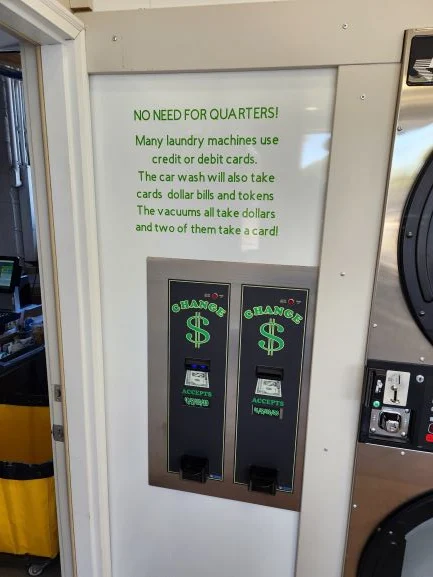 NO NEED FOR QUARTERS!
Many laundry machines use
credit or debit cards.
The car wash will also take
cards dollar bills and tokens
The vacuums all take dollars
and two of them take a card!
CHANGE CHANGE
$ $
ACCEPTS ACCEPTS